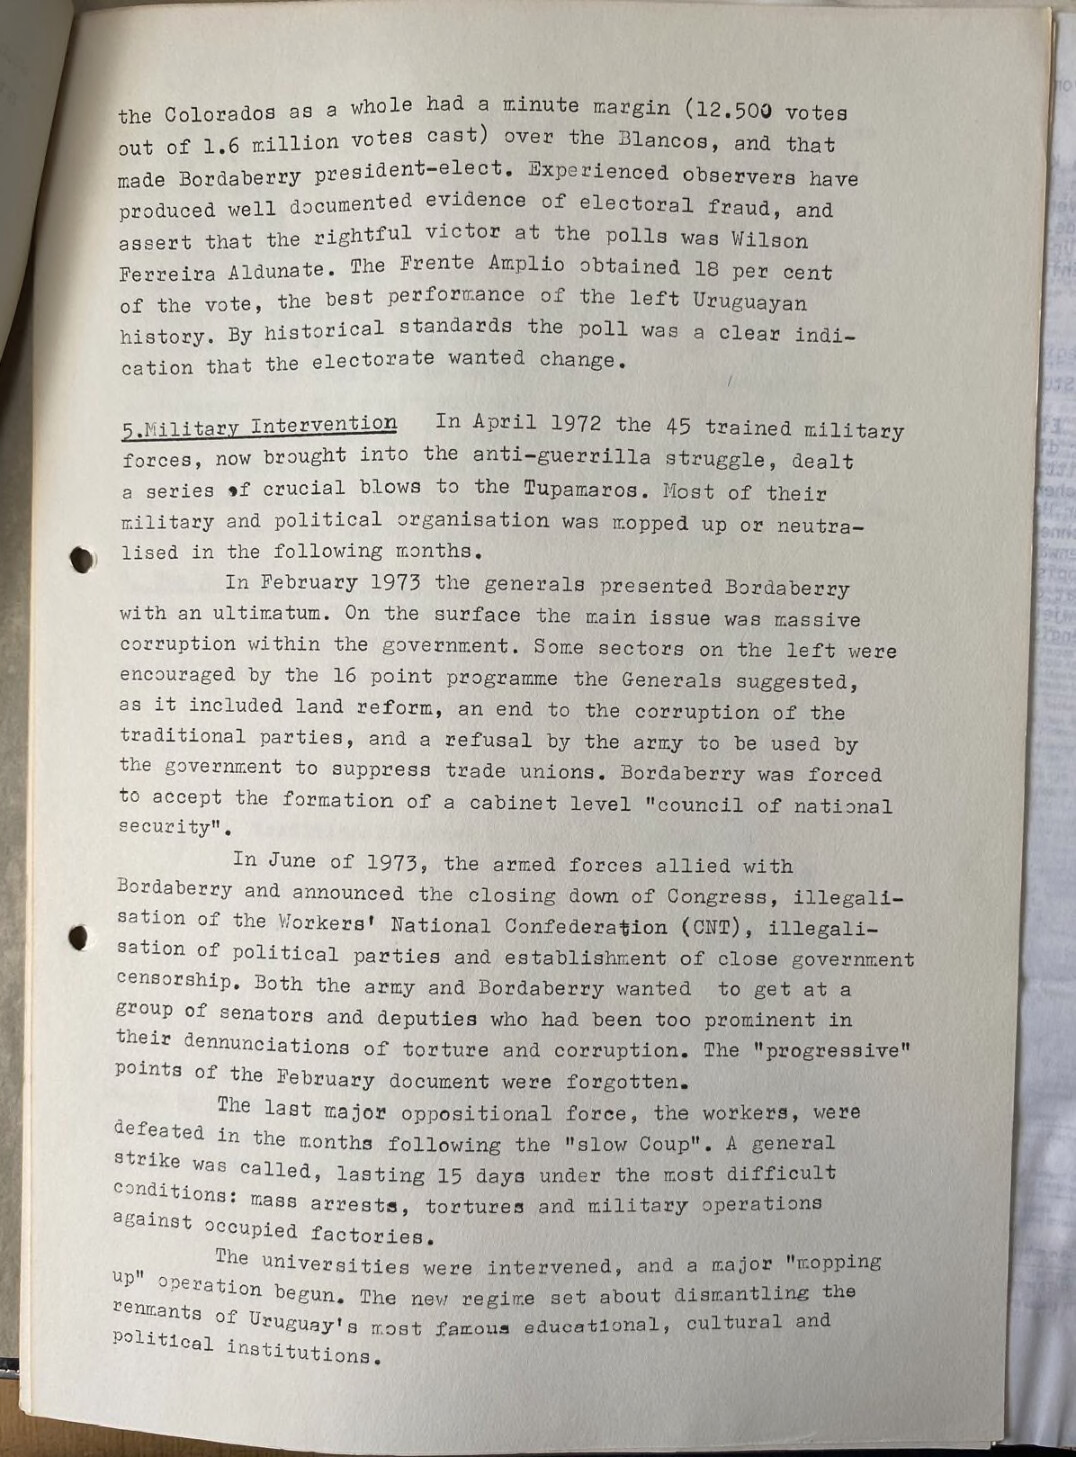 the Colorados as a whole had a minute margin (12.500 votes
out of 1.6 million votes cast) over the Blancos, and that
made Bordaberry president-elect. Experienced observers have
produced well documented evidence of electoral fraud, and
assert that the rightful victor at the polls was Wilson
Ferreira Aldunate. The Frente Amplio obtained 18 per cent
of the vote, the best performance of the left Uruguayan
history. By historical standards the poll was a clear indi-
cation that the electorate wanted change.
5.Military Intervention In April 1972 the 45 trained military
forces, now brought into the anti-guerrilla struggle, dealt
a series of crucial blows to the Tupamaros. Most of their
military and political organisation was mopped up or neutra-
lised in the following months.
In February 1973 the generals presented Bordaberry
with an ultimatum. On the surface the main issue was massive
corruption within the government. Some sectors on the left were
encouraged by the 16 point programme the Generals suggested,
as it included land reform, an end to the corruption of the
traditional parties, and a refusal by the army to be used by
the government to suppress trade unions. Bordaberry was forced
to accept the formation of a cabinet level "council of national
security".
In June of 1973, the armed forces allied with
Bordaberry and announced the closing down of Congress, illegali-
sation of the Workers' National Confederation (CNT), illegali-
sation of political parties and establishment of close government
censorship. Both the army and Bordaberry wanted to get at a
group of senators and deputies who had been too prominent in
their dennunciations of torture and corruption. The "progressive"
points of the February document were forgotten.
The last major oppositional force, the workers, were
defeated in the months following the "slow Coup". A general
strike was called, lasting 15 days under the most difficult
conditions: mass arrests, tortures and military operations
against occupied factories.
The universities were intervened, and a major "mopping
up" operation begun. The new regime set about dismantling the
renmants of Uruguay's most famous educational, cultural and
political institutions.